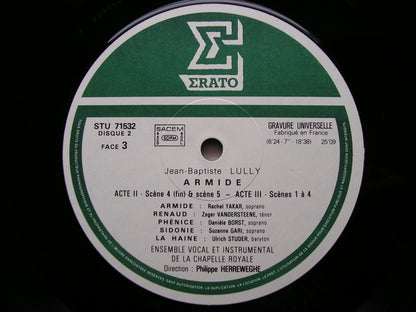 ERATO
STU 71532
DISQUE 2
FACE 3
SACEM
SDRM
GRAVURE UNIVERSELLE
Fabriqué en France
(6'24 - 7'' - 18'38) 25'09
Jean-Baptiste LULLY
ARMIDE
ACTE II - Scène 4 (fin) & scène 5 - ACTE III - Scènes 1 à 4
ARMIDE : Rachel YAKAR, soprano
RENAUD : Zeger VANDERSTEENE, ténor
PHÉNICE : Danièle BORST, soprano
SIDONIE : Suzanne GARI, soprano
LA HAINE : Ulrich STUDER, baryton
ENSEMBLE VOCAL ET INSTRUMENTAL
DE LA CHAPELLE ROYALE
Direction : Philippe HERREWEGHE